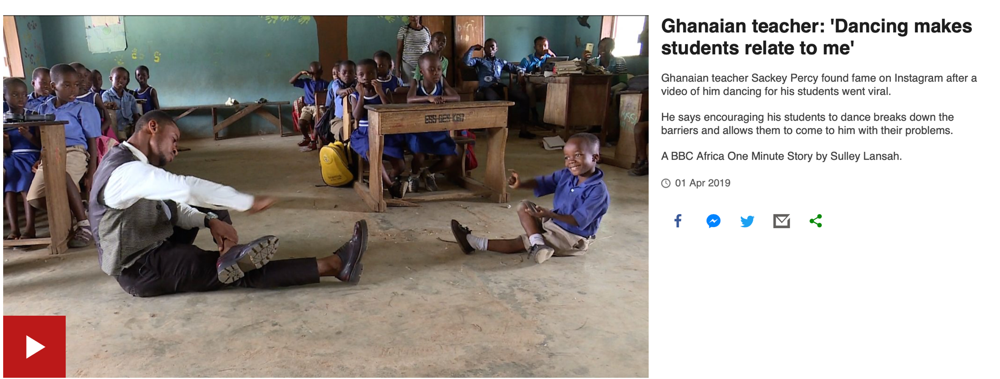 Ghanaian teacher: 'Dancing makes
students relate to me'
Ghanaian teacher Sackey Percy found fame on Instagram after a
video of him dancing for his students went viral.
He says encouraging his students to dance breaks down the
barriers and allows them to come to him with their problems.
A BBC Africa One Minute Story by Sulley Lansah.
01 Apr 2019